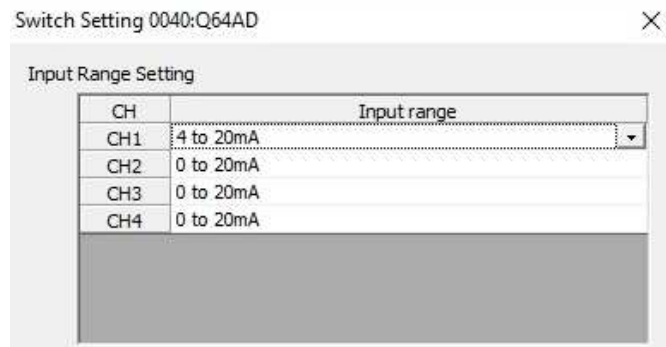 Switch Setting 0040:Q64AD
Input Range Setting
CH Input range
CH1 4 to 20mA
CH2 0 to 20mA
CH3 0 to 20mA
CH4 0 to 20mA